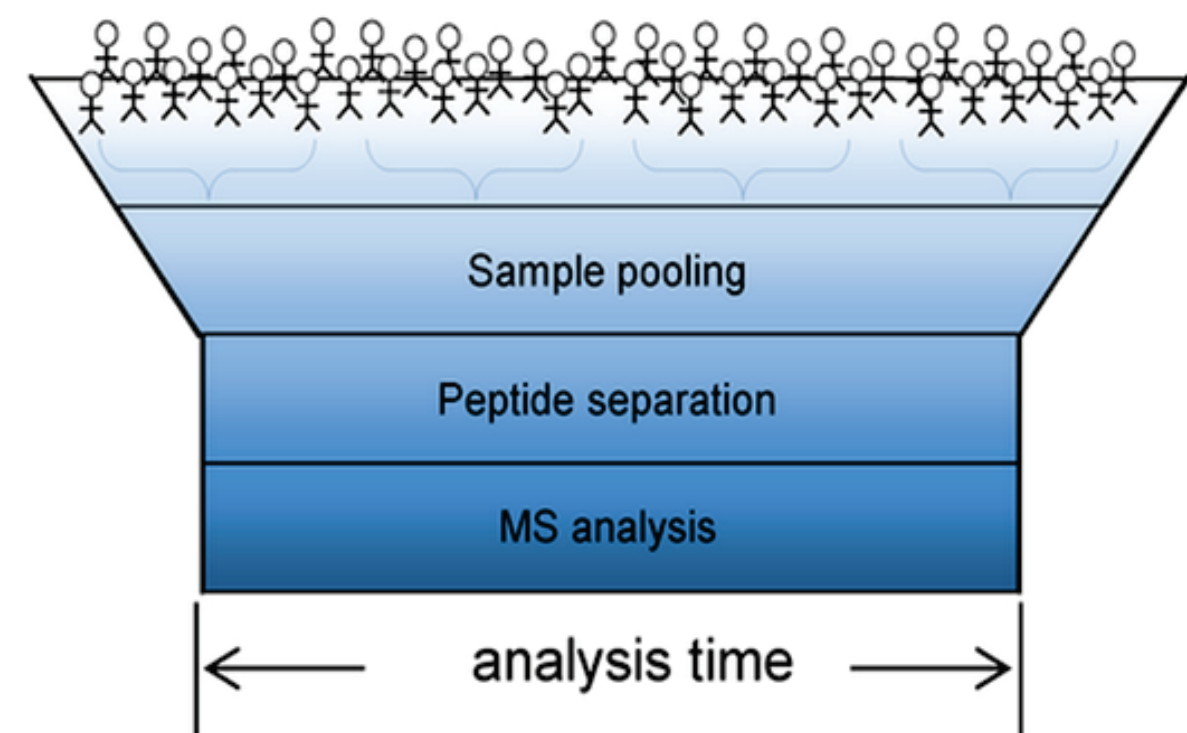 Sample pooling
Peptide separation
MS analysis
analysis time